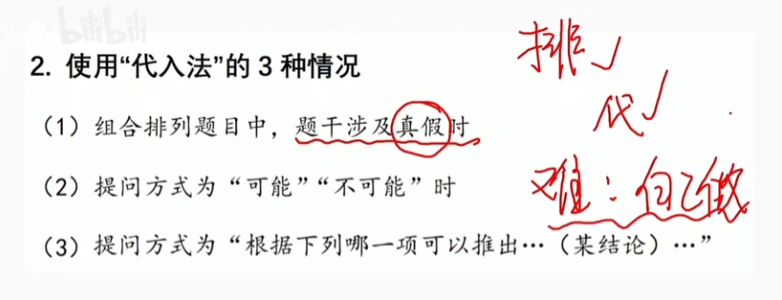 bilibili
2. 使用“代入法”的 3 种情况
排✓
代✓
(1) 组合排列题目中，题干涉及真假时
(2) 提问方式为“可能”“不可能”时
难：自己做
(3) 提问方式为“根据下列哪一项可以推出…（某结论）…”